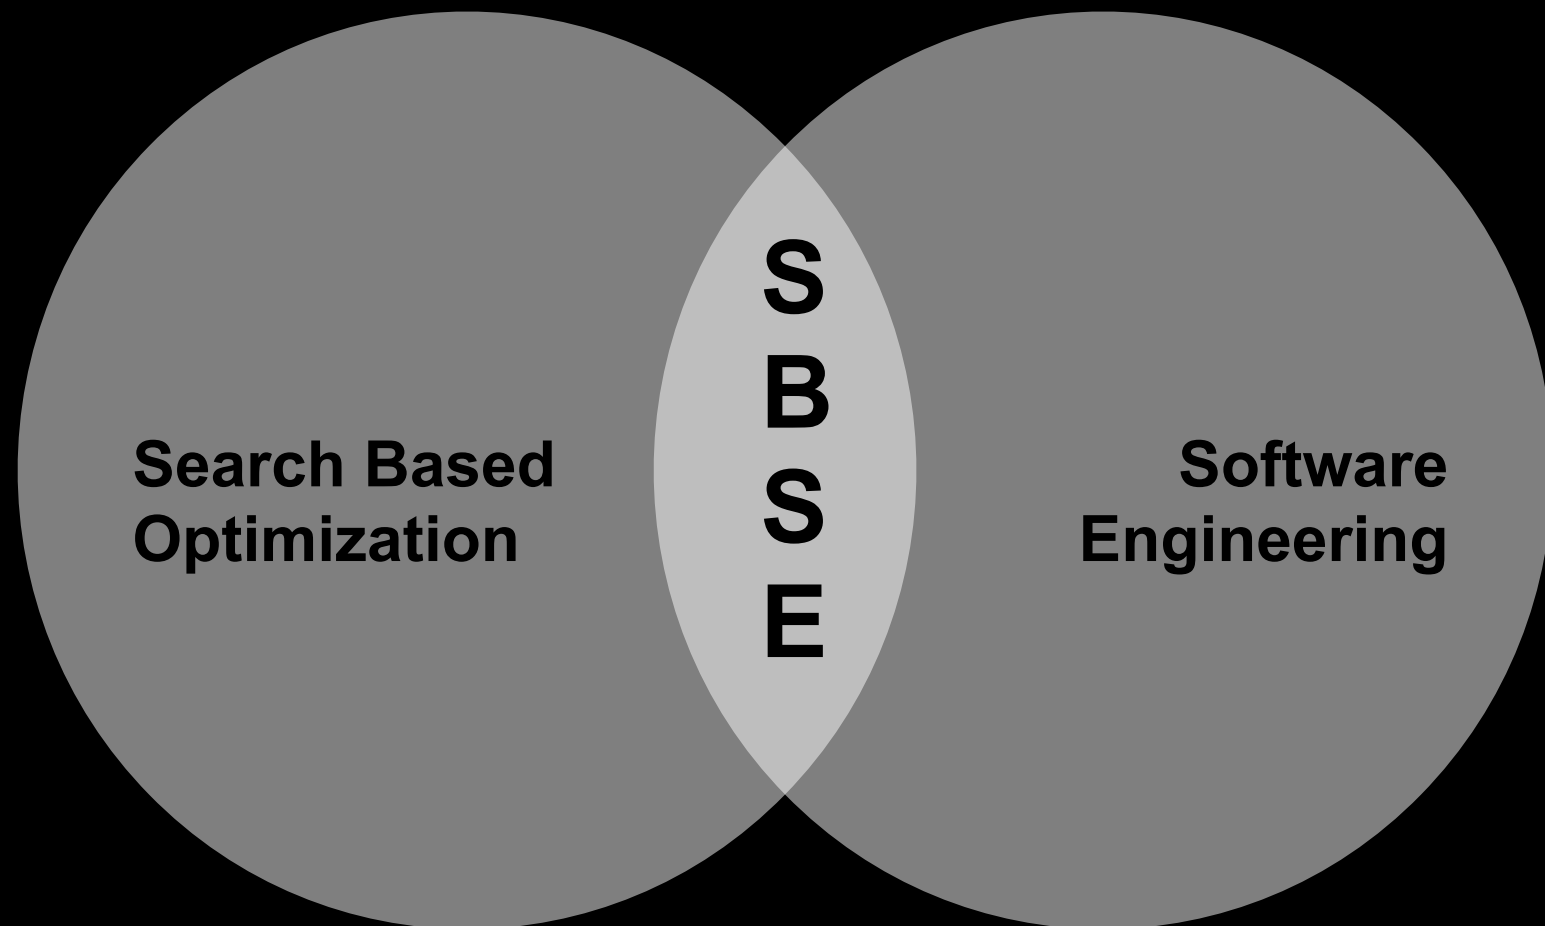 Search Based
Optimization
S
B
S
E
Software
Engineering